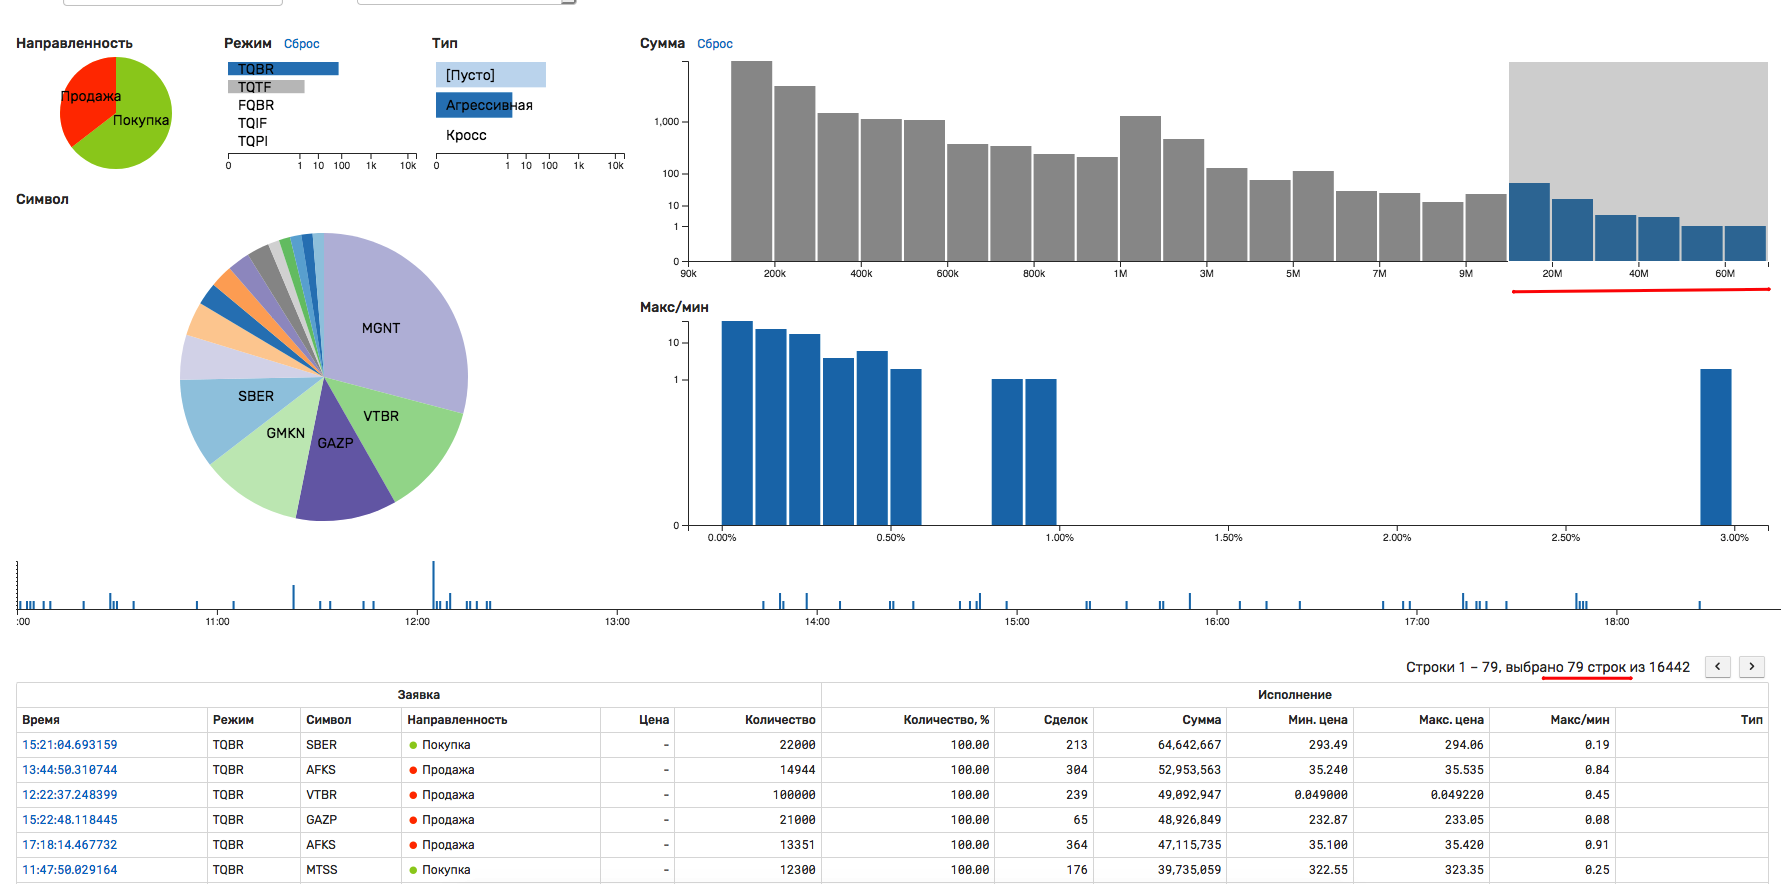 Направленность
Продажа
Покупка
Режим Сброс
TQBR
TQTF
FQBR
TQIF
TQPI
0 1 10 100 1k 10k
Тип
[Пусто]
Агрессивная
Кросс
0 1 10 100 1k 10k
Сумма Сброс
1,000
100
10
1
0
90k 200k 400k 600k 800k 1M 3M 5M 7M 9M 20M 40M 60M
Символ
MGNT
VTBR
GAZP
GMKN
SBER
Макс/мин
10
1
0
0.00% 0.50% 1.00% 1.50% 2.00% 2.50% 3.00%
:00 11:00 12:00 13:00 14:00 15:00 16:00 17:00 18:00
Строки 1 – 79, выбрано 79 строк из 16442 < >
Заявка Исполнение
Время Режим Символ Направленность Цена Количество Количество, % Сделок Сумма Мин. цена Макс. цена Макс/мин Тип
15:21:04.693159 TQBR SBER Покупка - 22000 100.00 213 64,642,667 293.49 294.06 0.19
13:44:50.310744 TQBR AFKS Продажа - 14944 100.00 304 52,953,563 35.240 35.535 0.84
12:22:37.248399 TQBR VTBR Продажа - 100000 100.00 239 49,092,947 0.049000 0.049220 0.45
15:22:48.118445 TQBR GAZP Продажа - 21000 100.00 65 48,926,849 232.87 233.05 0.08
17:18:14.467732 TQBR AFKS Продажа - 13351 100.00 364 47,115,735 35.100 35.420 0.91
11:47:50.029164 TQBR MTSS Покупка - 12300 100.00 176 39,735,059 322.55 323.35 0.25